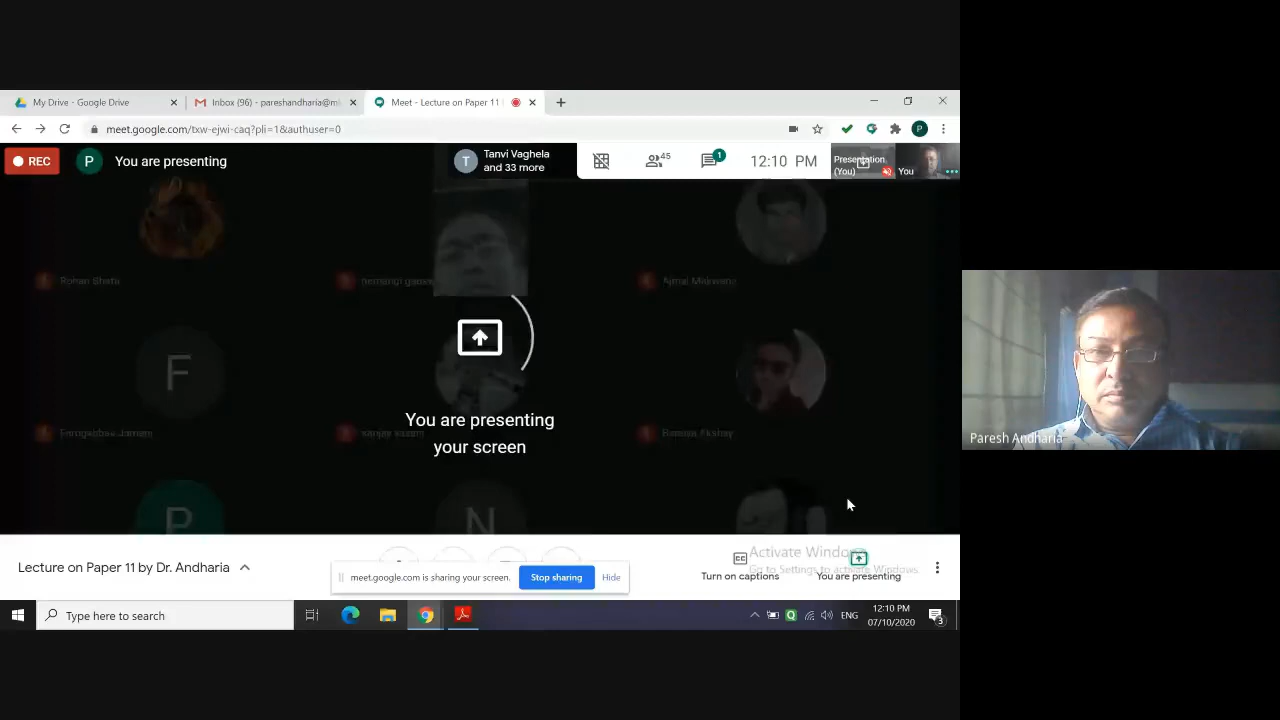 My Drive - Google Drive
Inbox (96) - pareshandharia@m
Meet - Lecture on Paper 11
meet.google.com/txw-ejwi-caq?pli=1&authuser=0
P
REC
P
You are presenting
T
Tanvi Vaghela
and 33 more
45
1
12:10 PM
Presentation
(You)
You
F
You are presenting
your screen
P
N
Paresh Andharia
Lecture on Paper 11 by Dr. Andharia
meet.google.com is sharing your screen.
Stop sharing
Hide
CC
Turn on captions
You are presenting
Activate Windo
Go to Settings to activate Windows.
Type here to search
Q
ENG
12:10 PM
07/10/2020
3